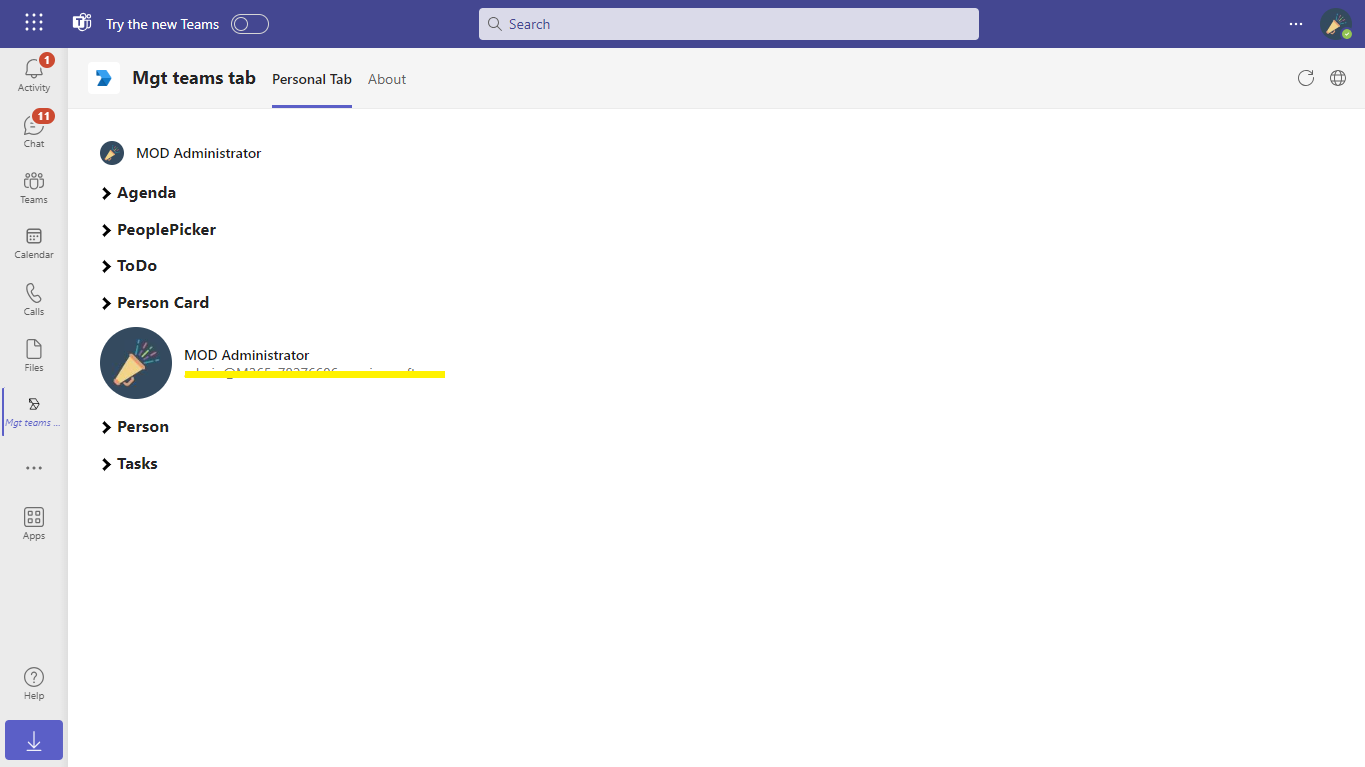 Try the new Teams
Search
1
Activity
11
Chat
Teams
Calendar
Calls
Files
Mgt teams ...
Apps
Help
Mgt teams tab Personal Tab About
MOD Administrator
Agenda
PeoplePicker
ToDo
Person Card
MOD Administrator
Person
Tasks